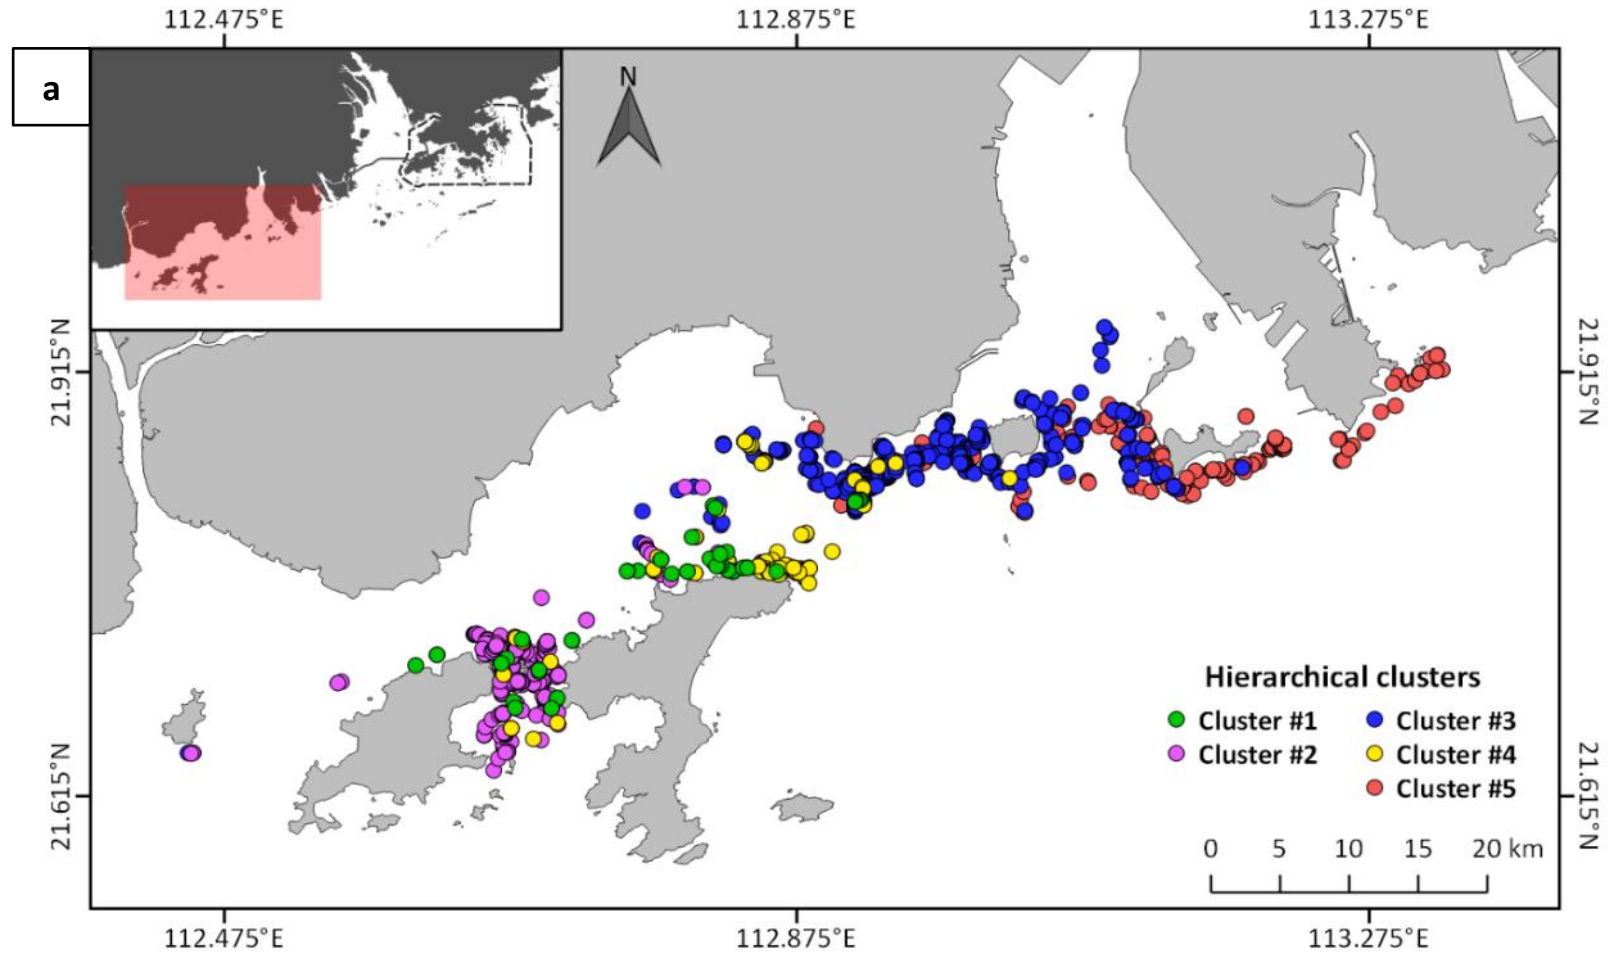 112.475°E 112.875°E 113.275°E
a
N
21.915°N 21.915°N
Hierarchical clusters
Cluster #1 Cluster #3
Cluster #2 Cluster #4
Cluster #5
21.615°N 21.615°N
0 5 10 15 20 km
112.475°E 112.875°E 113.275°E